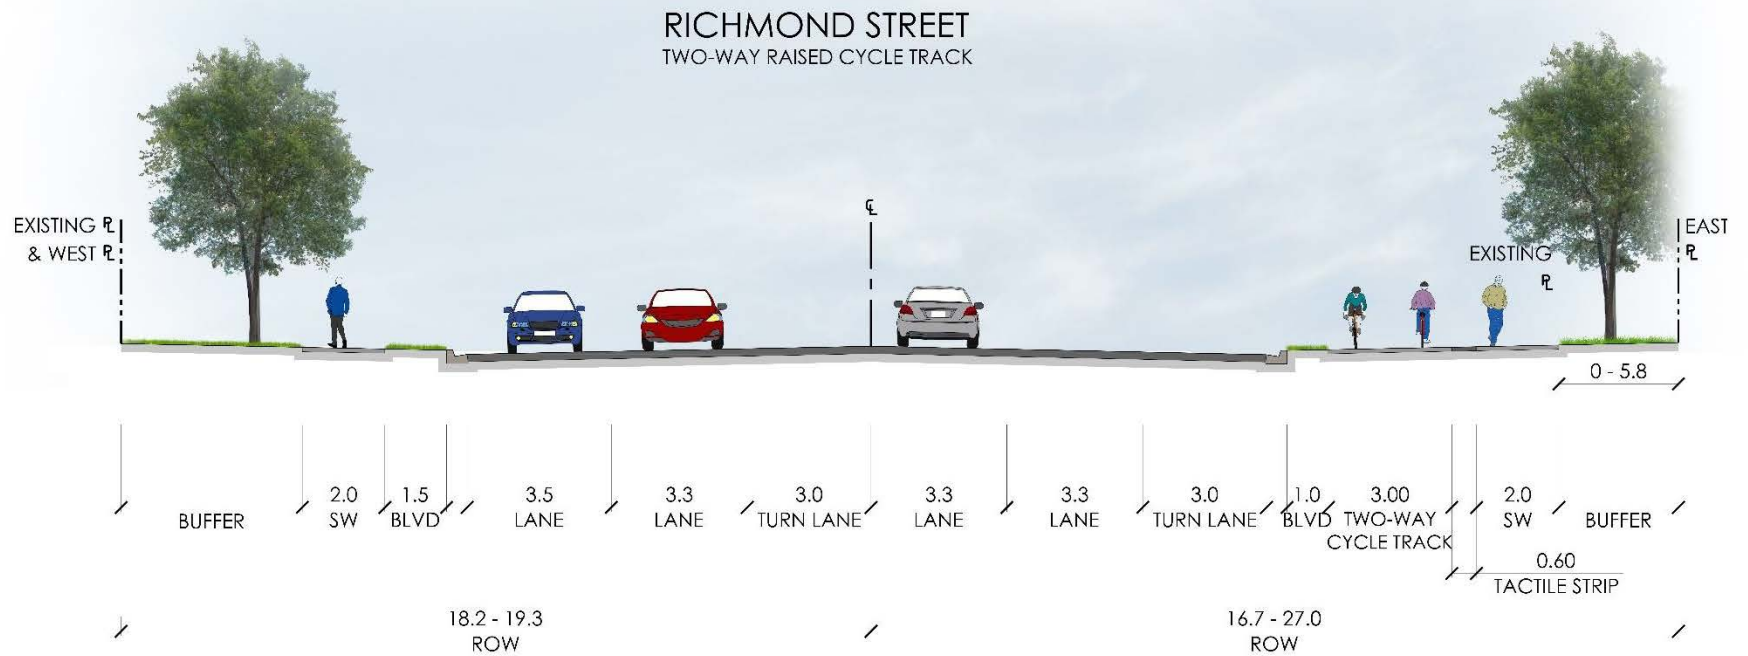 RICHMOND STREET
TWO-WAY RAISED CYCLE TRACK
℄
EXISTING ⅊
& WEST ⅊
EAST
⅊
EXISTING
⅊
0 - 5.8
2.0 1.5 3.5 3.3 3.0 3.3 3.3 3.0 1.0 3.00 2.0
BUFFER SW BLVD LANE LANE TURN LANE LANE LANE TURN LANE BLVD TWO-WAY SW BUFFER
CYCLE TRACK
0.60
TACTILE STRIP
18.2 - 19.3 16.7 - 27.0
ROW ROW